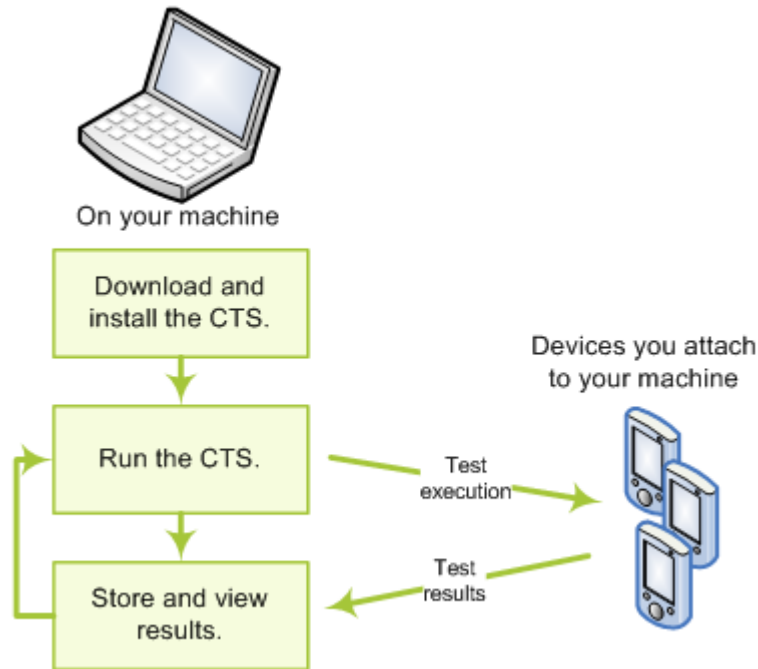 On your machine
Download and
install the CTS.
Devices you attach
to your machine
Run the CTS.
Test
execution
Test
results
Store and view
results.